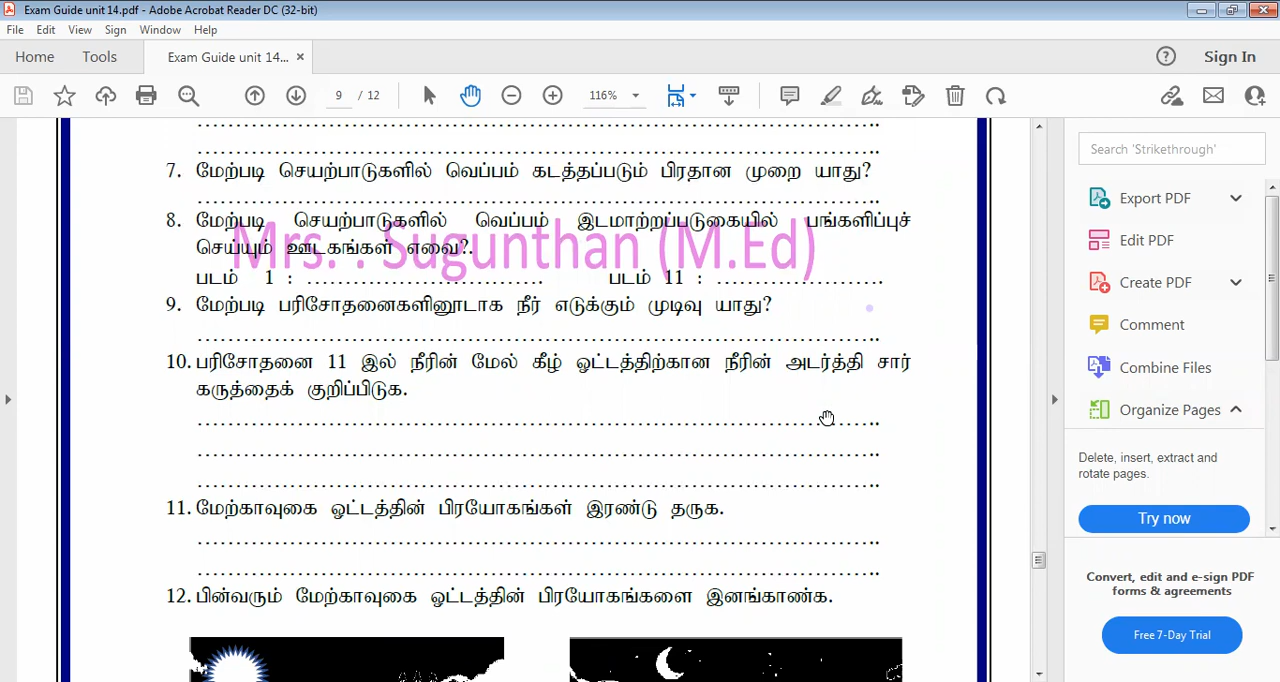 Exam Guide unit 14.pdf - Adobe Acrobat Reader DC (32-bit)
File Edit View Sign Window Help
Home Tools Exam Guide unit 14... × Sign In
9 / 12 116%
7. மேற்படி செயற்பாடுகளில் வெப்பம் கடத்தப்படும் பிரதான முறை யாது?
8. மேற்படி செயற்பாடுகளில் வெப்பம் இடமாற்றப்படுகையில் பங்களிப்புச்
Mrs. . Sugunthan (M.Ed)
செய்யும் ஊடகங்கள் எவை?.
படம் 1 : .............................. படம் 11 : ......................
9. மேற்படி பரிசோதனைகளினூடாக நீர் எடுக்கும் முடிவு யாது?
10. பரிசோதனை 11 இல் நீரின் மேல் கீழ் ஒட்டத்திற்கான நீரின் அடர்த்தி சார்
கருத்தைக் குறிப்பிடுக.
11. மேற்காவுகை ஒட்டத்தின் பிரயோகங்கள் இரண்டு தருக.
12. பின்வரும் மேற்காவுகை ஒட்டத்தின் பிரயோகங்களை இனங்காண்க.
Search 'Strikethrough'
Export PDF
Edit PDF
Create PDF
Comment
Combine Files
Organize Pages
Delete, insert, extract and
rotate pages.
Try now
Convert, edit and e-sign PDF
forms & agreements
Free 7-Day Trial